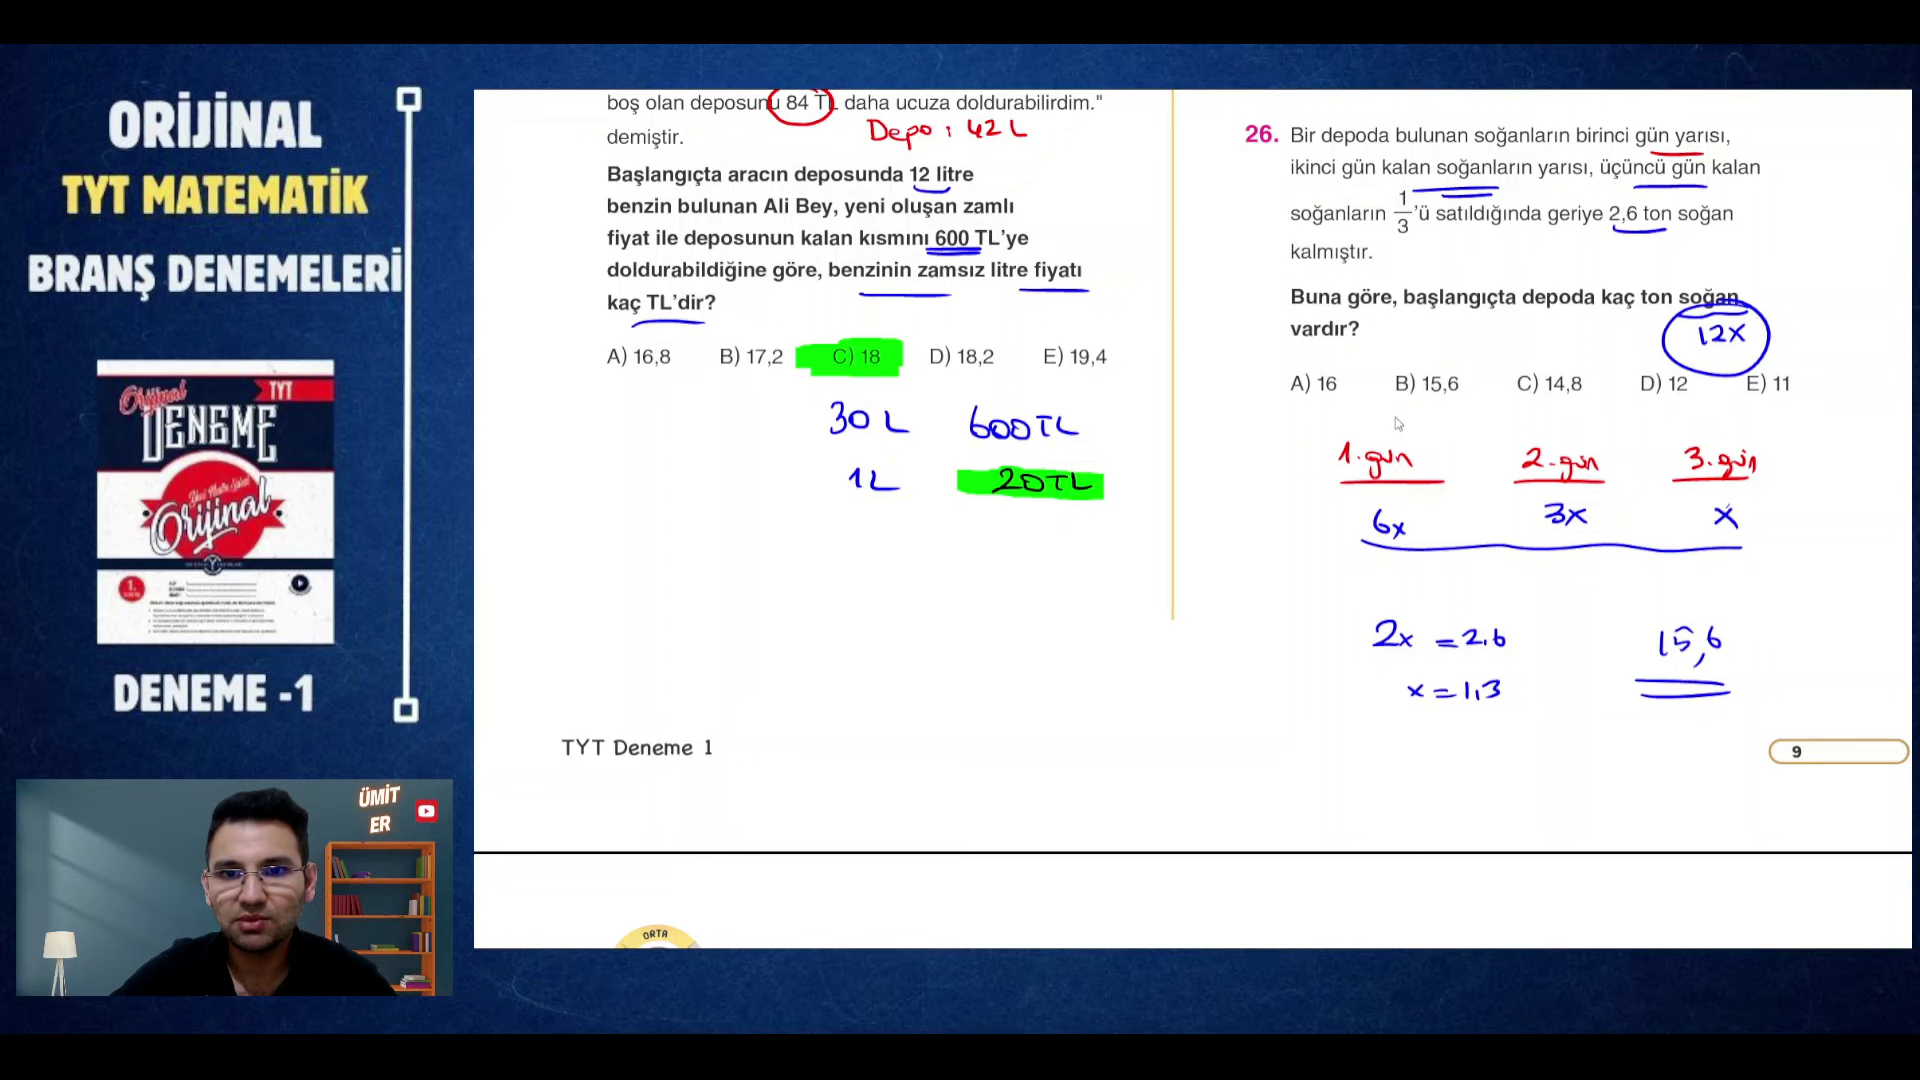 ORİJİNAL
TYT MATEMATİK
BRANŞ DENEMELERİ
Orijinal
TYT
DENEME
Orijinal
1.
DENEME -1
ÜMİT
ER
boş olan deposunu 84 TL daha ucuza doldurabilirdim."
demiştir.
Depo : 42 L
Başlangıçta aracın deposunda 12 litre
benzin bulunan Ali Bey, yeni oluşan zamlı
fiyat ile deposunun kalan kısmını 600 TL'ye
doldurabildiğine göre, benzinin zamsız litre fiyatı
kaç TL'dir?
A) 16,8 B) 17,2 C) 18 D) 18,2 E) 19,4
30 L 600 TL
1L 20 TL
TYT Deneme 1
26. Bir depoda bulunan soğanların birinci gün yarısı,
ikinci gün kalan soğanların yarısı, üçüncü gün kalan
soğanların 1/3'ü satıldığında geriye 2,6 ton soğan
kalmıştır.
Buna göre, başlangıçta depoda kaç ton soğan
vardır?
12x
A) 16 B) 15,6 C) 14,8 D) 12 E) 11
1. gün 2. gün 3. gün
6x 3x x
2x = 2.6 15,6
x = 1,3
9
ORTA